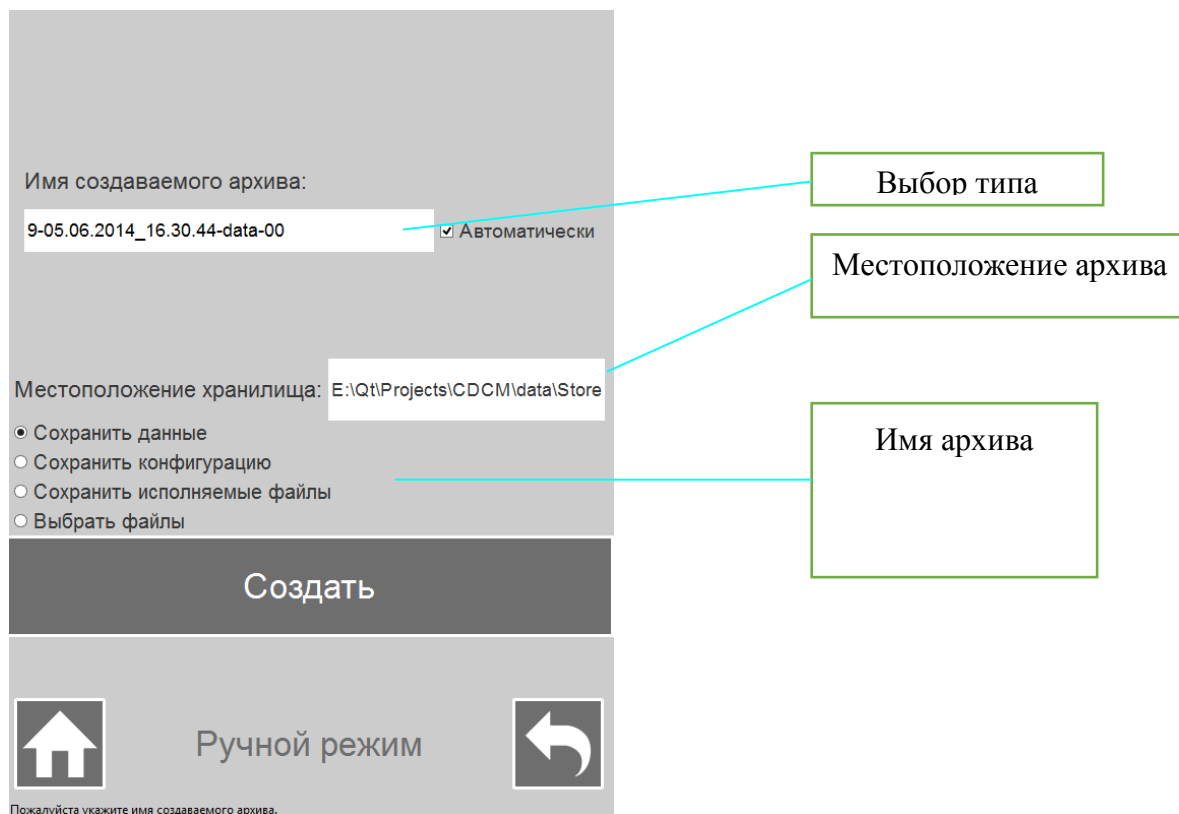 Имя создаваемого архива:
9-05.06.2014_16.30.44-data-00
Автоматически
Местоположение хранилища:
E:\Qt\Projects\CDCM\data\Store
Сохранить данные
Сохранить конфигурацию
Сохранить исполняемые файлы
Выбрать файлы
Создать
Ручной режим
Пожалуйста укажите имя создаваемого архива.
Выбор типа
Местоположение архива
Имя архива